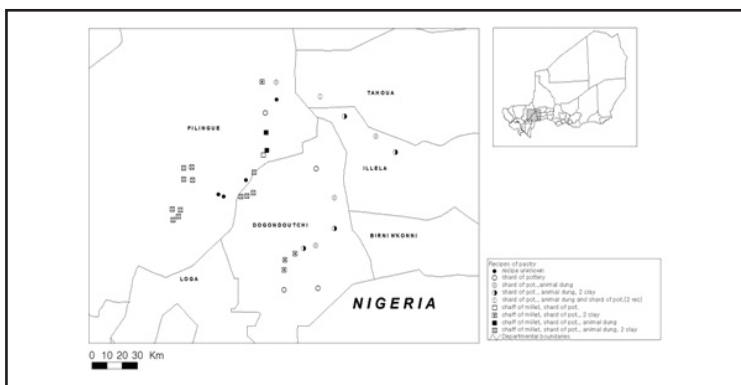 TAHOUA
FILINGUE
ILLELA
DOGONDOUTCHI
BIRNI N'KONNI
LOGA
NIGERIA
0 10 20 30 Km
Recipes of pastry
recipe unknown
shard of pottery
shard of pot., animal dung
shard of pot., animal dung, 2 clay
shard of pot., animal dung and shard of pot.(2 rec)
chaff of millet, shard of pot.
chaff of millet, shard of pot., 2 clay
chaff of millet, shard of pot., animal dung
chaff of millet, shard of pot., animal dung, 2 clay
Departmental boundaries